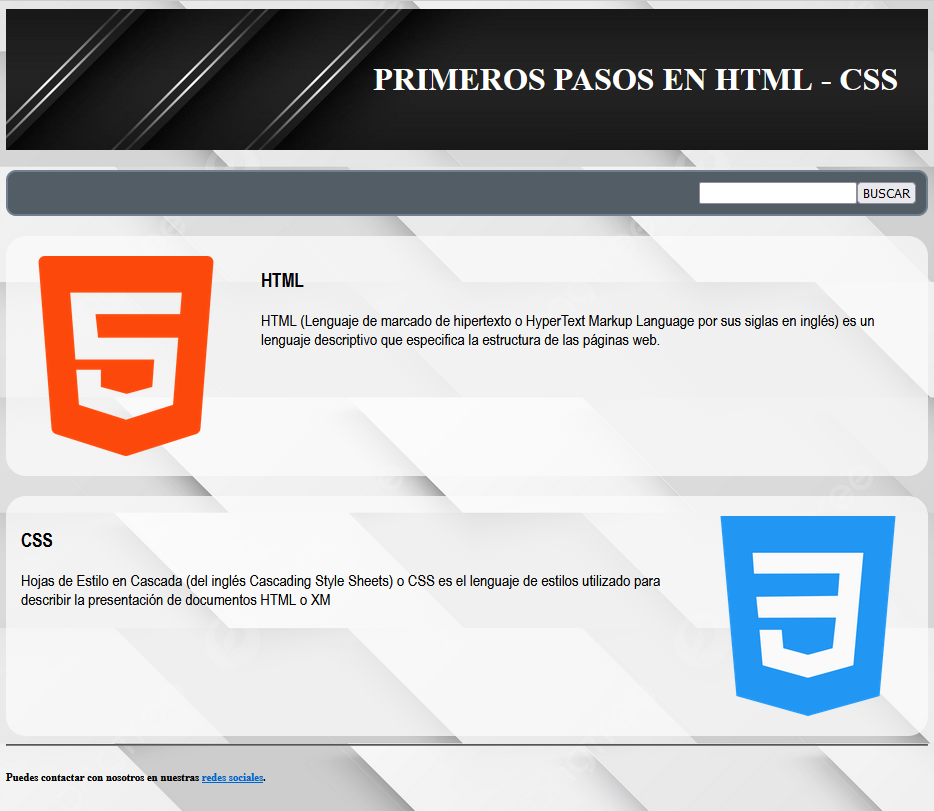 PRIMEROS PASOS EN HTML - CSS
BUSCAR
HTML
HTML (Lenguaje de marcado de hipertexto o HyperText Markup Language por sus siglas en inglés) es un
lenguaje descriptivo que especifica la estructura de las páginas web.
CSS
Hojas de Estilo en Cascada (del inglés Cascading Style Sheets) o CSS es el lenguaje de estilos utilizado para
describir la presentación de documentos HTML o XM
Puedes contactar con nosotros en nuestras redes sociales.